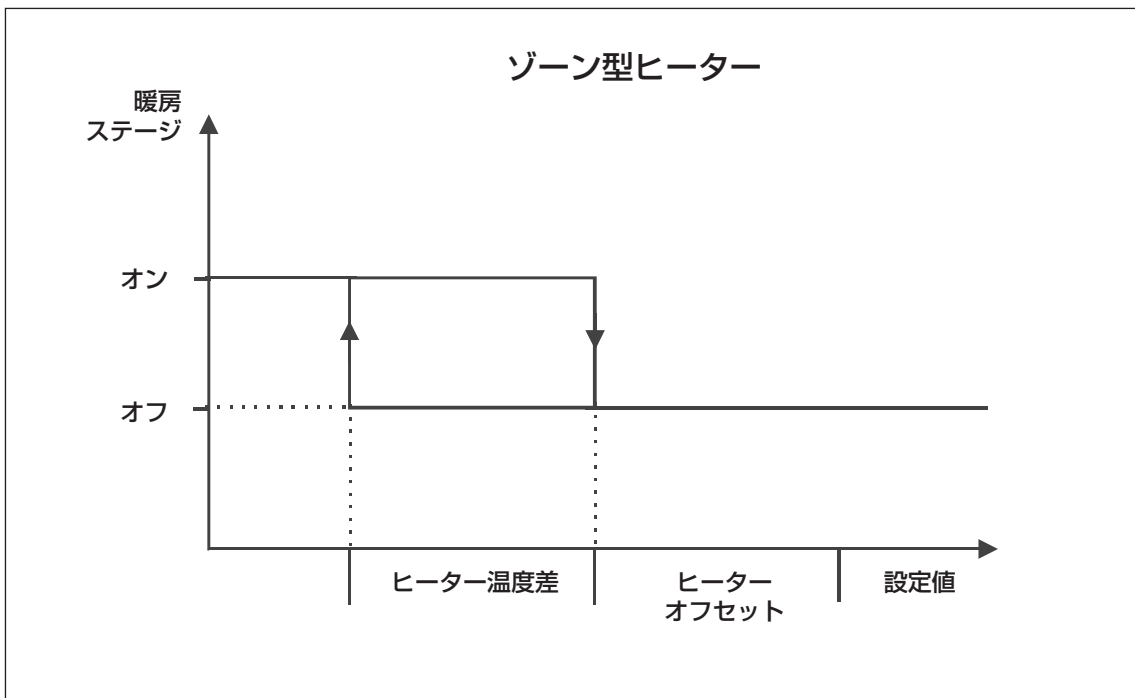 ゾーン型ヒーター
暖房
ステージ
オン
オフ
ヒーター温度差
ヒーター
オフセット
設定値